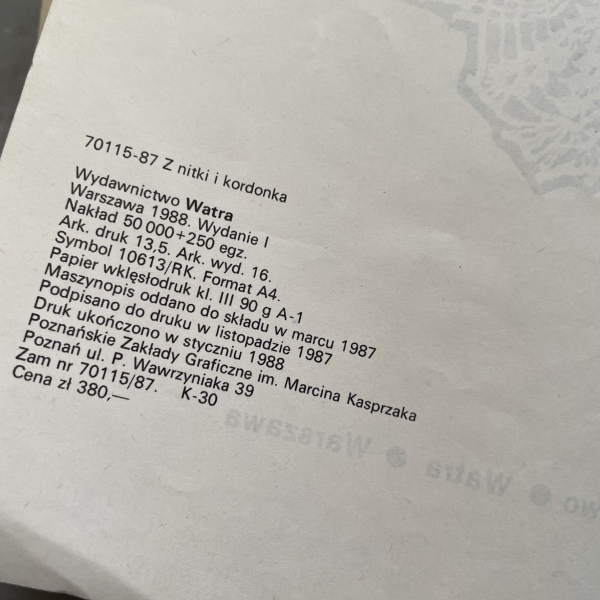 70115-87 Z nitki i kordonka
Wydawnictwo Watra
Warszawa 1988. Wydanie I
Nakład 50 000+250 egz.
Ark. druk 13,5. Ark. wyd. 16.
Symbol 10613/RK. Format A4.
Papier wklęsłodruk kl. III 90 g A-1
Maszynopis oddano do składu w marcu 1987
Podpisano do druku w listopadzie 1987
Druk ukończono w styczniu 1988
Poznańskie Zakłady Graficzne im. Marcina Kasprzaka
Poznań ul. P. Wawrzyniaka 39
Zam nr 70115/87. K-30
Cena zł 380,—
wo ● Watra ● Warszawa